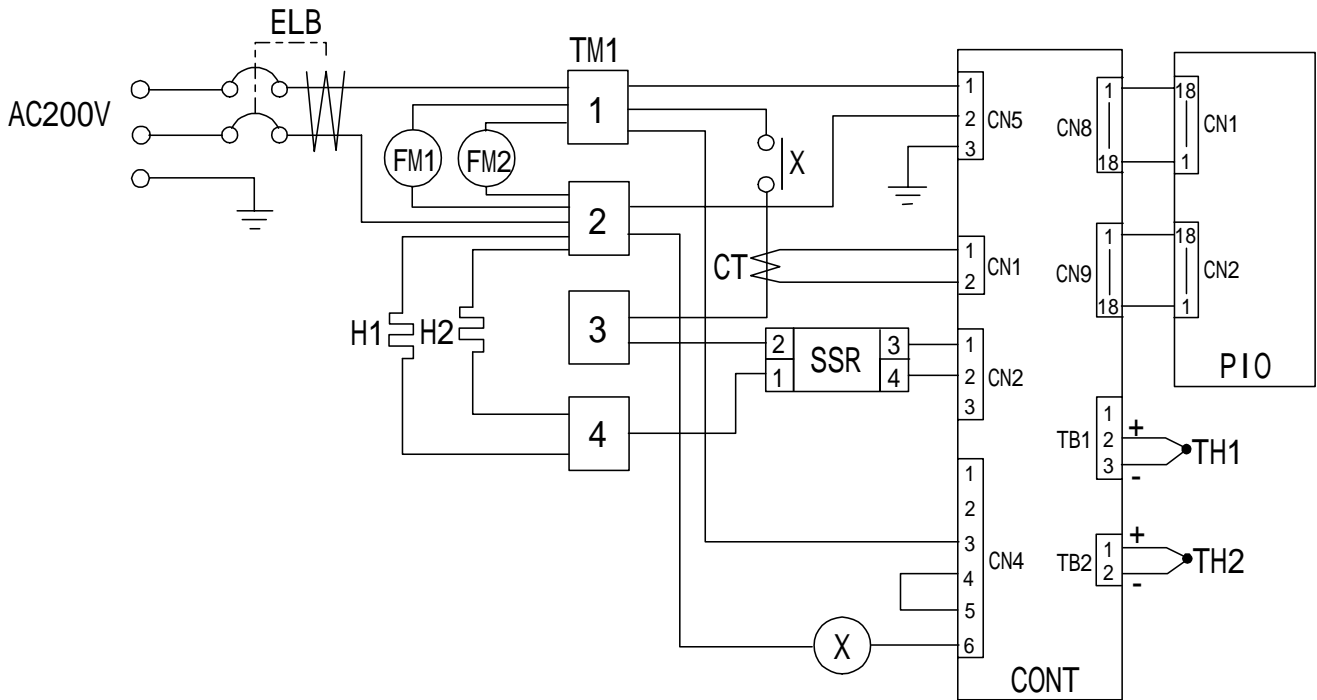 ELB
TM1
AC200V
1
FM1
FM2
2
3
4
X
CT
H1
H2
2
1
SSR
3
4
1
2
3
CN5
1
2
CN1
1
2
3
CN2
1
2
3
4
5
6
CN4
X
CONT
CN8
1
18
CN9
1
18
18
1
CN1
18
1
CN2
PIO
TB1
1
2
3
+
-
TH1
TB2
1
2
+
-
TH2